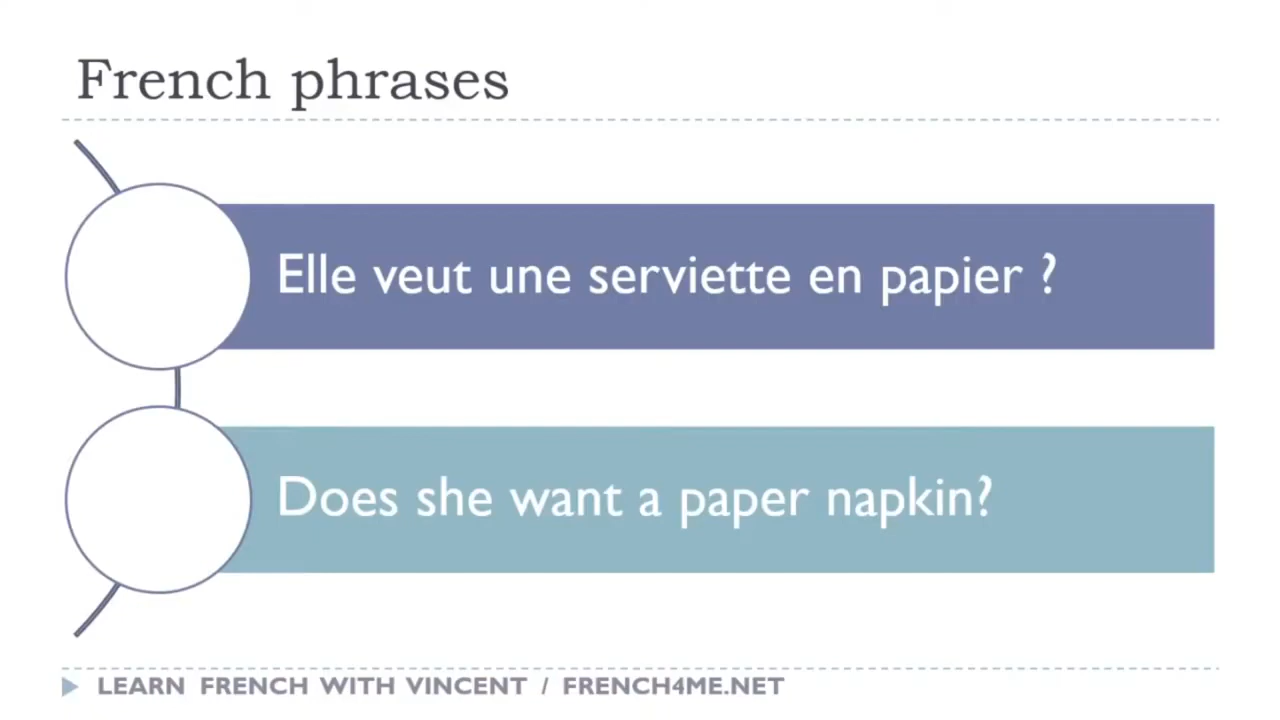 French phrases
Elle veut une serviette en papier ?
Does she want a paper napkin?
LEARN FRENCH WITH VINCENT / FRENCH4ME.NET